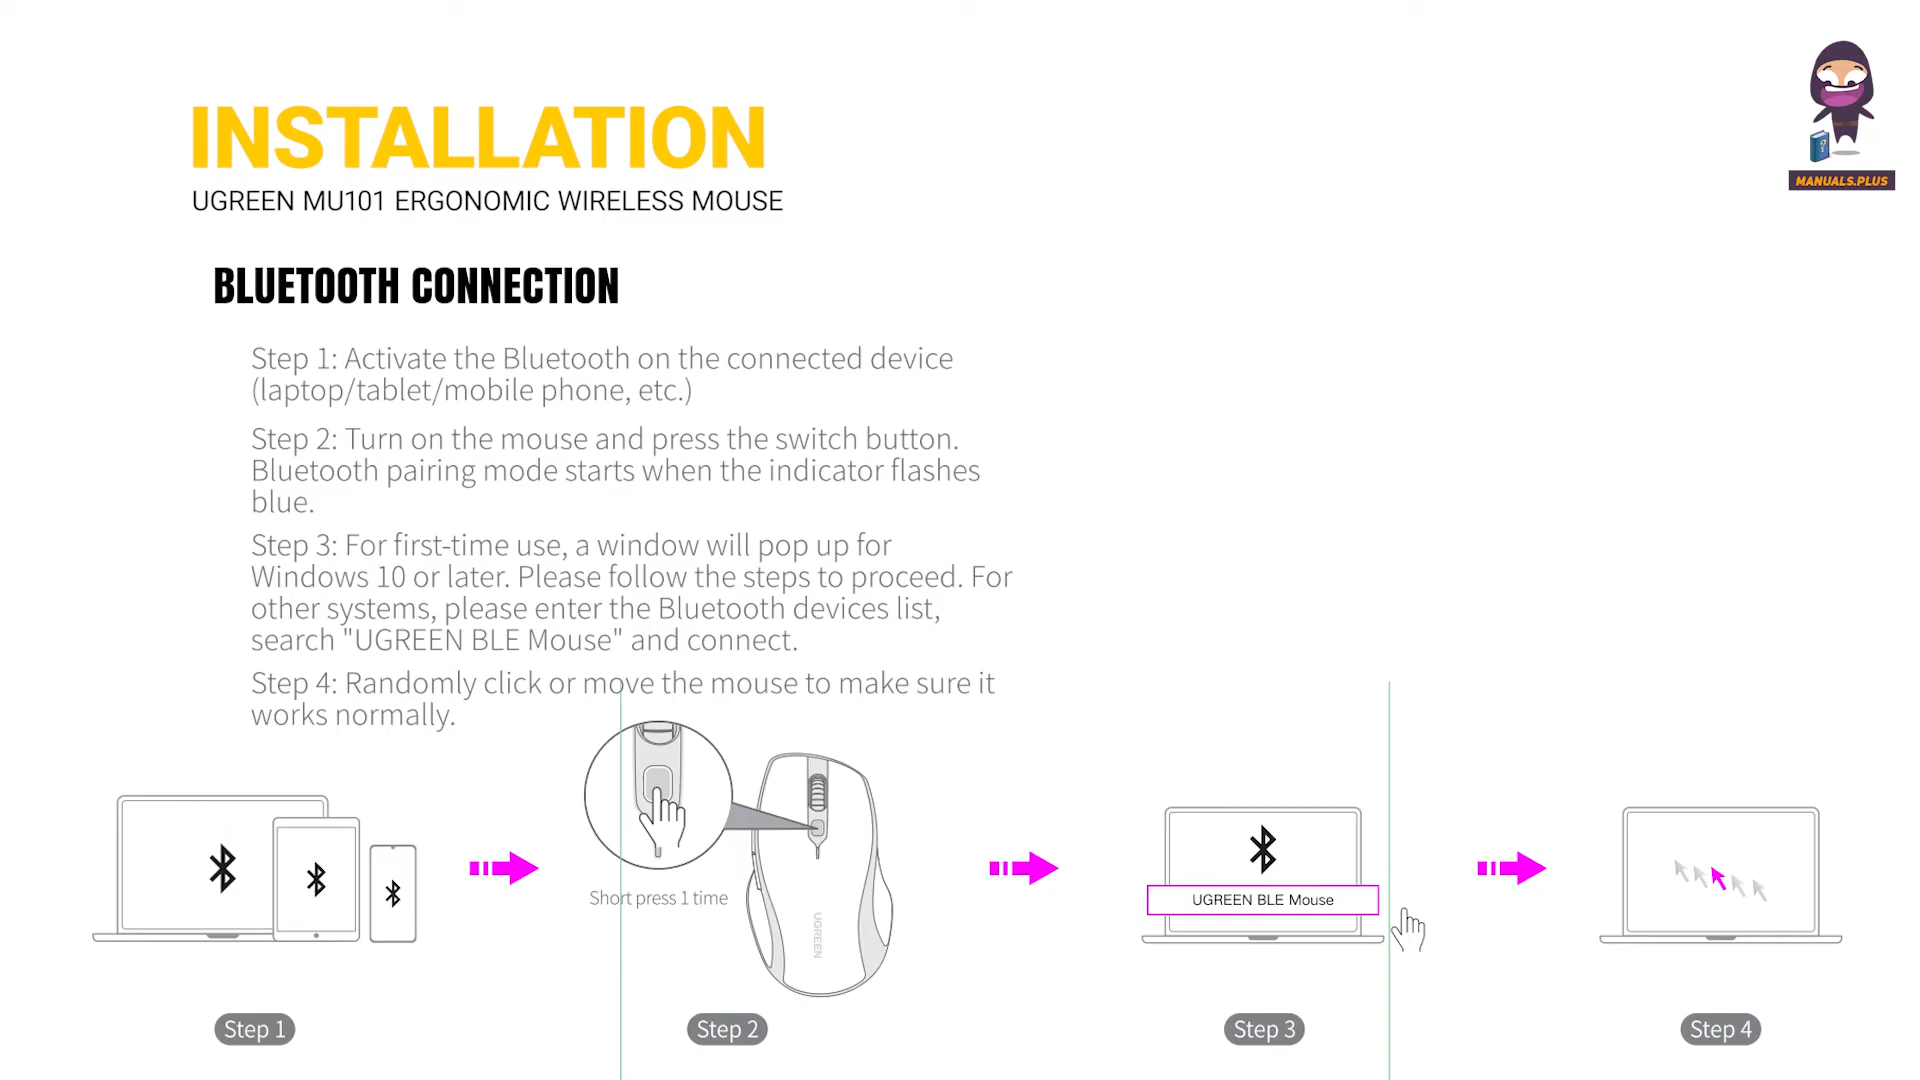 INSTALLATION
UGREEN MU101 ERGONOMIC WIRELESS MOUSE
MANUALS.PLUS
BLUETOOTH CONNECTION
Step 1: Activate the Bluetooth on the connected device
(laptop/tablet/mobile phone, etc.)
Step 2: Turn on the mouse and press the switch button.
Bluetooth pairing mode starts when the indicator flashes
blue.
Step 3: For first-time use, a window will pop up for
Windows 10 or later. Please follow the steps to proceed. For
other systems, please enter the Bluetooth devices list,
search "UGREEN BLE Mouse" and connect.
Step 4: Randomly click or move the mouse to make sure it
works normally.
Short press 1 time
UGREEN
UGREEN BLE Mouse
Step 1
Step 2
Step 3
Step 4